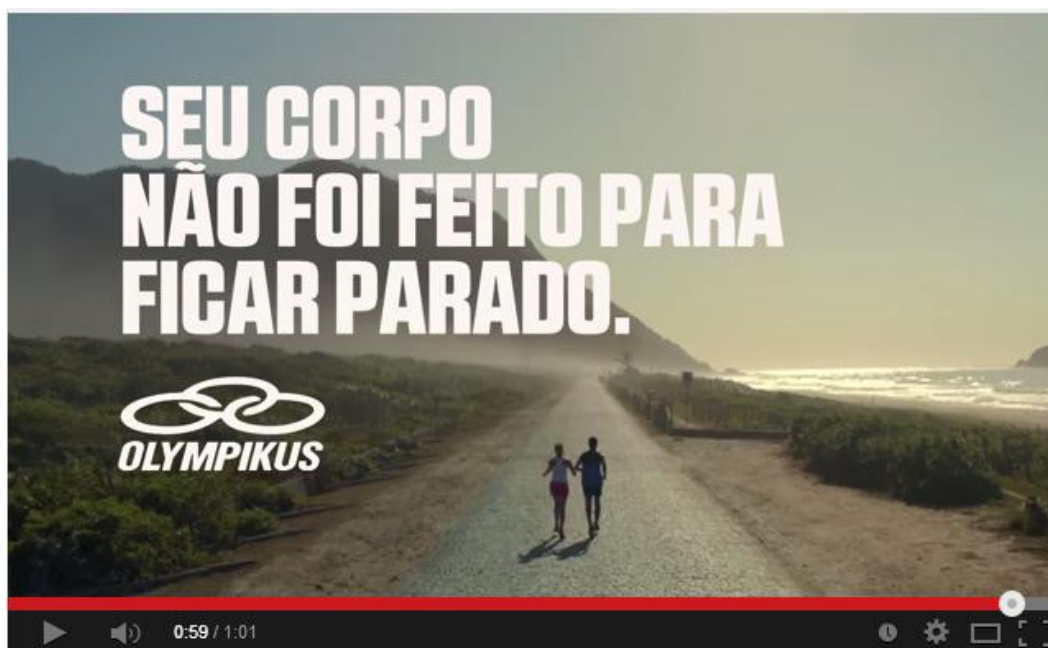 SEU CORPO
NÃO FOI FEITO PARA
FICAR PARADO.
OLYMPIKUS
0:59 / 1:01